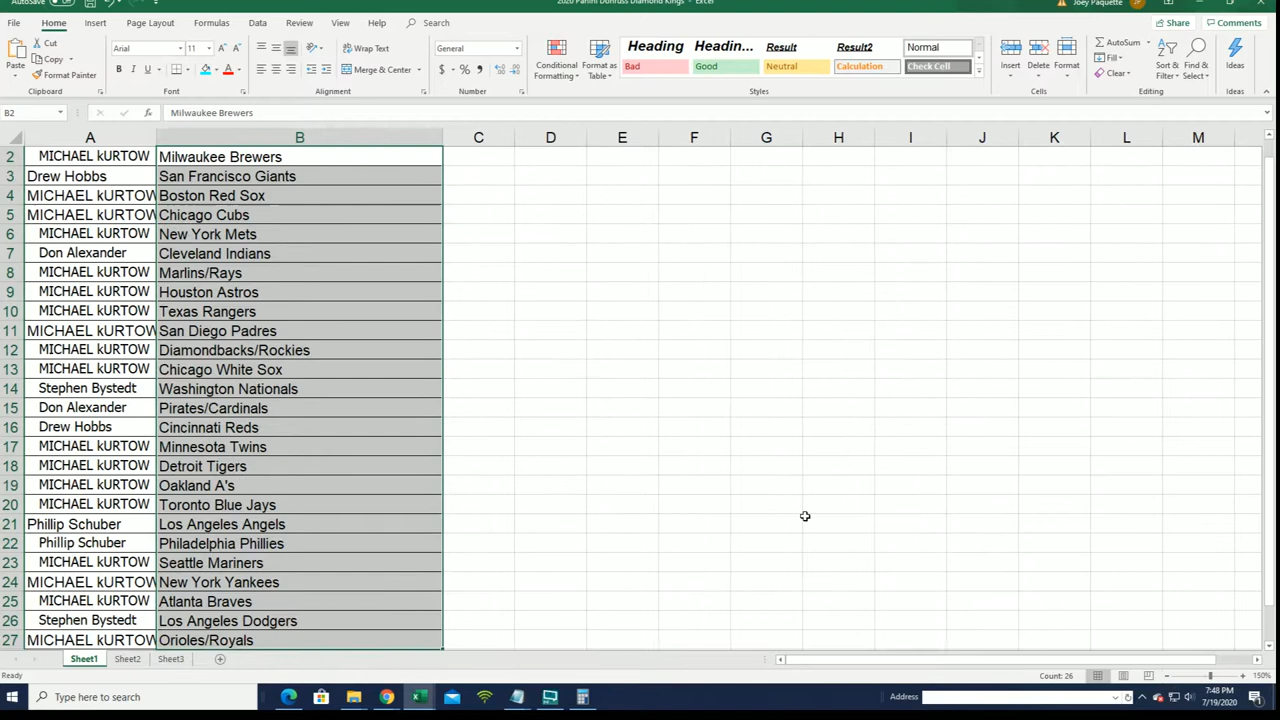 AutoSave
2020 Panini Donruss Diamond Kings - Excel
Joey Paquette
JP
File Home Insert Page Layout Formulas Data Review View Help Search Share Comments
Paste Cut Copy Format Painter Clipboard
Arial 11 B I U A Font
Wrap Text Merge & Center Alignment
General $ % Number
Conditional Formatting Format as Table
Heading Headin... Result Result2 Normal
Bad Good Neutral Calculation Check Cell
Styles
Insert Delete Format Cells
AutoSum Fill Clear Sort & Filter Find & Select Editing
Ideas Ideas
B2 fx Milwaukee Brewers
A B C D E F G H I J K L M
2 MICHAEL kURTOW Milwaukee Brewers
3 Drew Hobbs San Francisco Giants
4 MICHAEL kURTOW Boston Red Sox
5 MICHAEL kURTOW Chicago Cubs
6 MICHAEL kURTOW New York Mets
7 Don Alexander Cleveland Indians
8 MICHAEL kURTOW Marlins/Rays
9 MICHAEL kURTOW Houston Astros
10 MICHAEL kURTOW Texas Rangers
11 MICHAEL kURTOW San Diego Padres
12 MICHAEL kURTOW Diamondbacks/Rockies
13 MICHAEL kURTOW Chicago White Sox
14 Stephen Bystedt Washington Nationals
15 Don Alexander Pirates/Cardinals
16 Drew Hobbs Cincinnati Reds
17 MICHAEL kURTOW Minnesota Twins
18 MICHAEL kURTOW Detroit Tigers
19 MICHAEL kURTOW Oakland A's
20 MICHAEL kURTOW Toronto Blue Jays
21 Phillip Schuber Los Angeles Angels
22 Phillip Schuber Philadelphia Phillies
23 MICHAEL kURTOW Seattle Mariners
24 MICHAEL kURTOW New York Yankees
25 MICHAEL kURTOW Atlanta Braves
26 Stephen Bystedt Los Angeles Dodgers
27 MICHAEL kURTOW Orioles/Royals
Sheet1 Sheet2 Sheet3
Ready Count: 26 150%
Type here to search Address 7:48 PM
7/19/2020